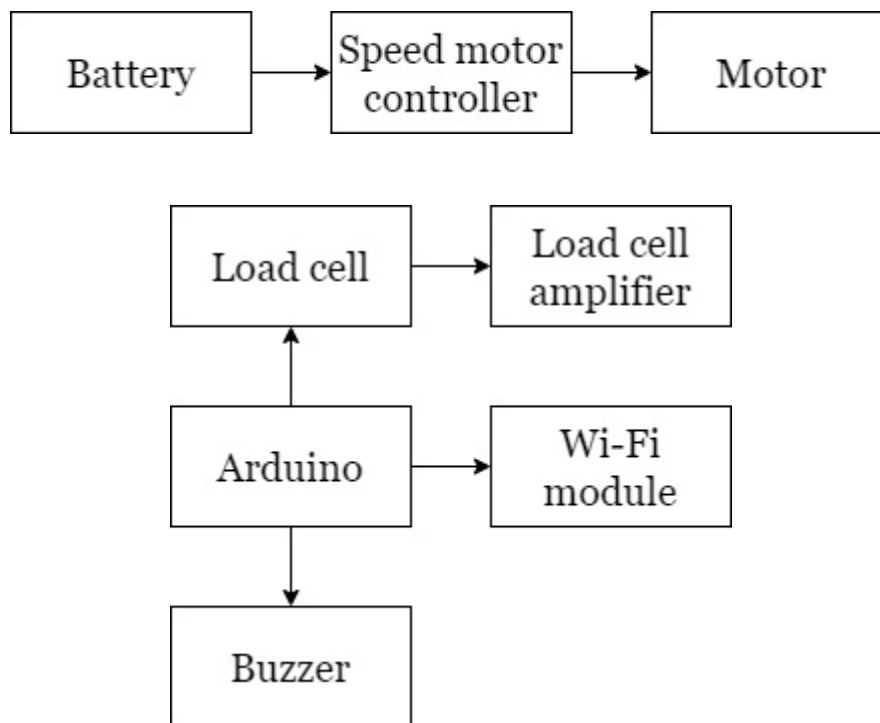 Battery
Speed motor
controller
Motor
Load cell
Load cell
amplifier
Arduino
Wi-Fi
module
Buzzer